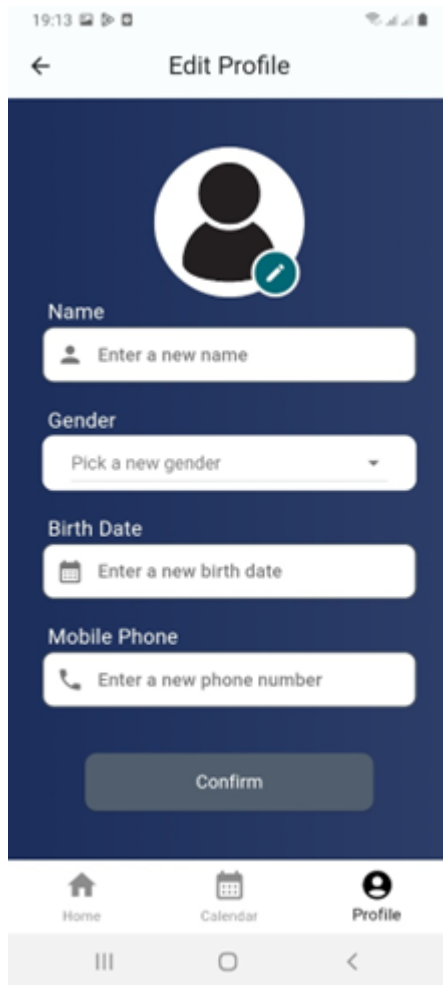 19:13
Edit Profile
Name
Enter a new name
Gender
Pick a new gender
Birth Date
Enter a new birth date
Mobile Phone
Enter a new phone number
Confirm
Home
Calendar
Profile